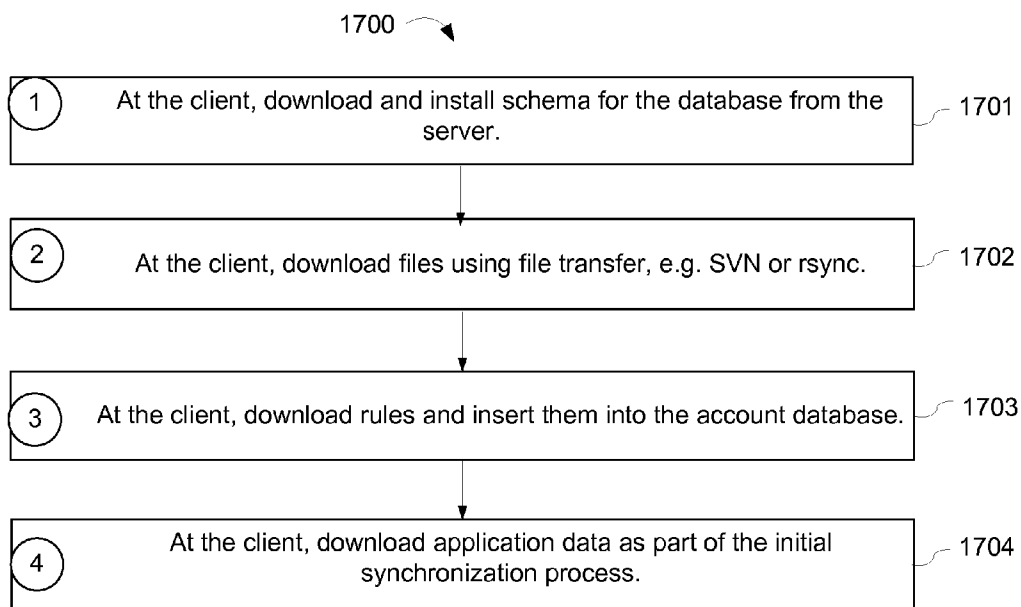 1700
1
At the client, download and install schema for the database from the
server.
1701
2
At the client, download files using file transfer, e.g. SVN or rsync.
1702
3
At the client, download rules and insert them into the account database.
1703
4
At the client, download application data as part of the initial
synchronization process.
1704